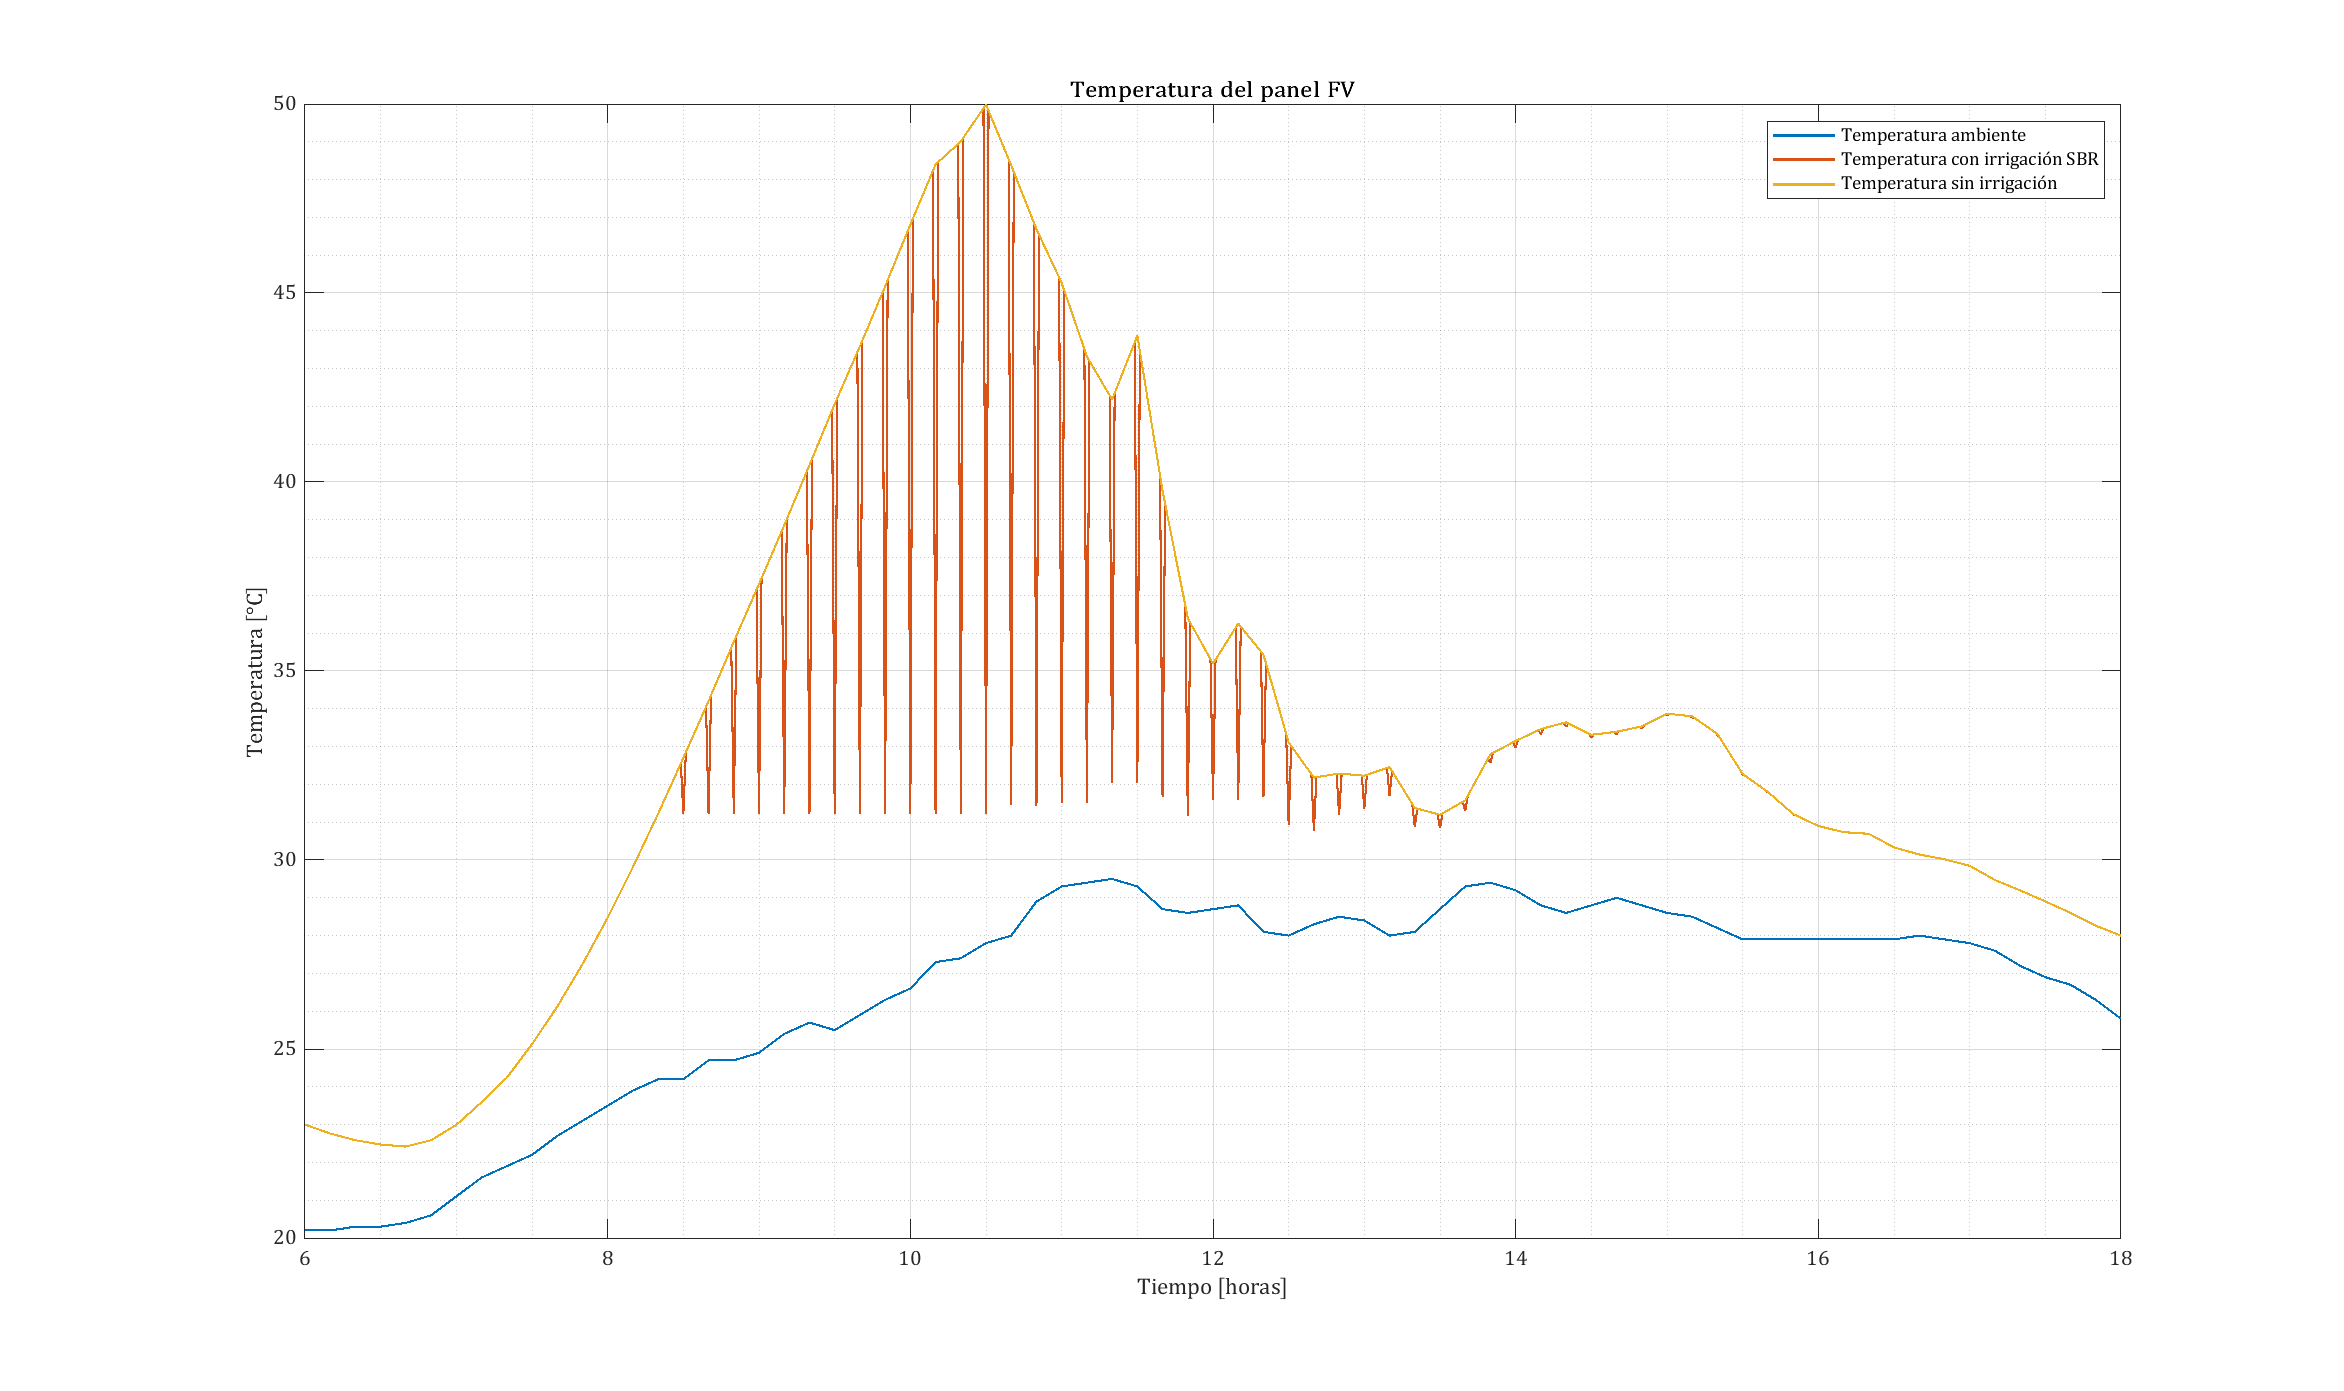 Temperatura del panel FV
50
45
40
35
30
25
20
Temperatura [°C]
Temperatura ambiente
Temperatura con irrigación SBR
Temperatura sin irrigación
6 8 10 12 14 16 18
Tiempo [horas]